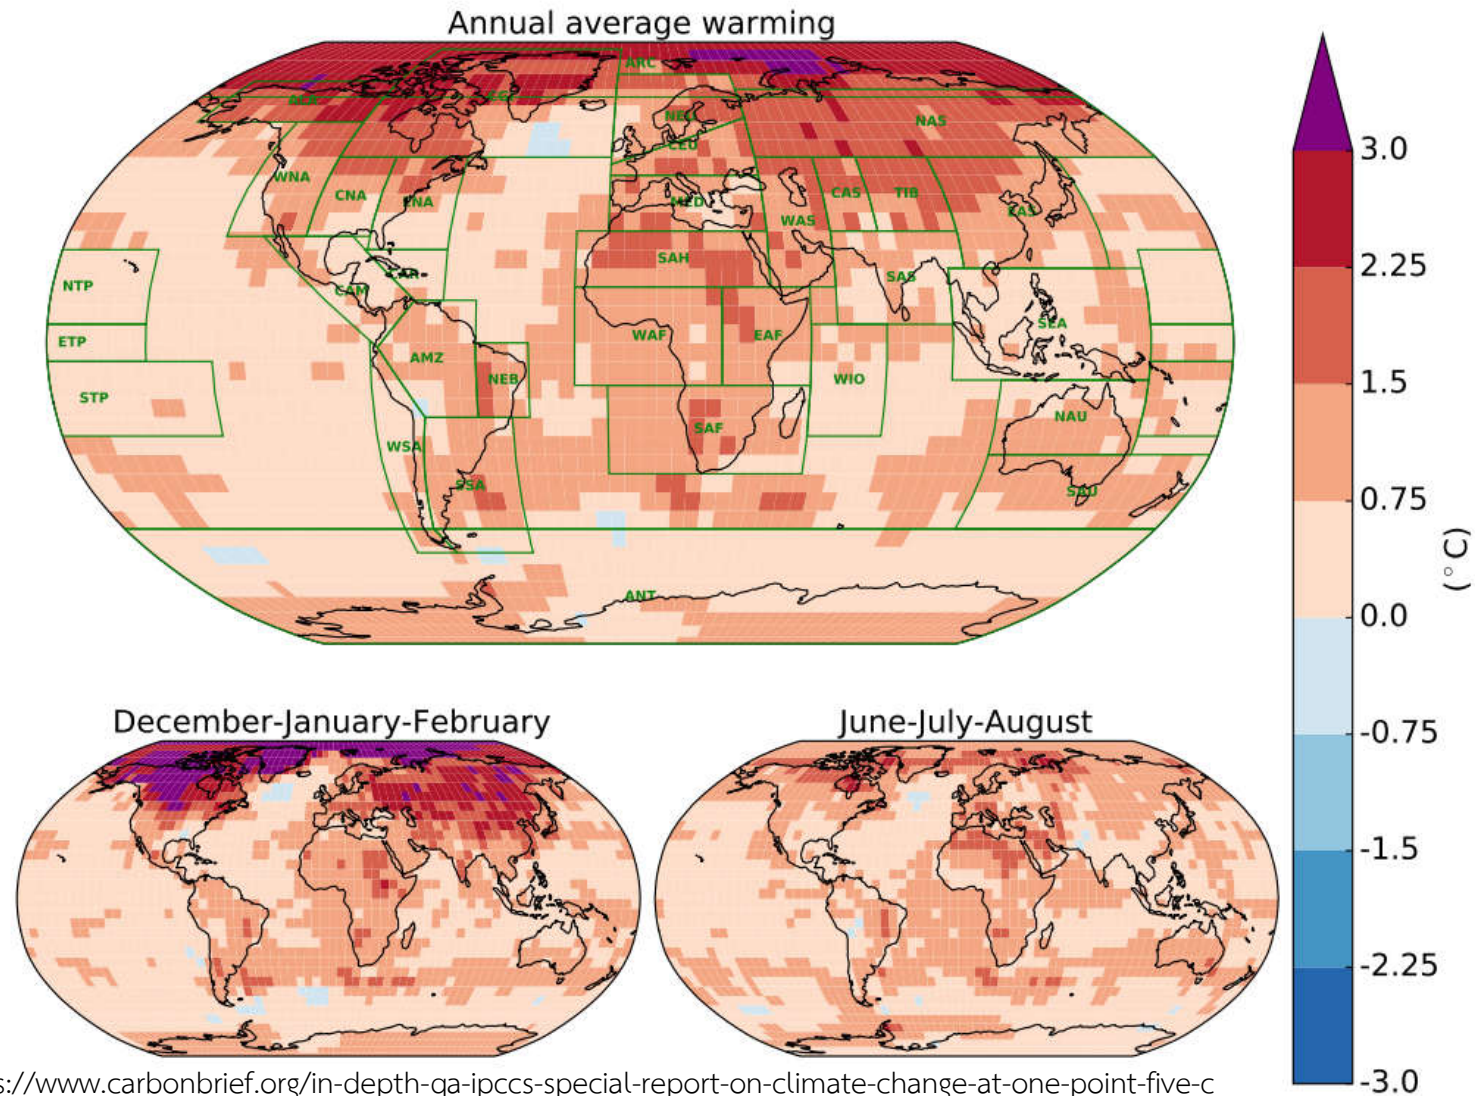 Annual average warming
ARC
ALA
CGI
NEU
NAS
CEU
WNA
CNA
ENA
MED
WAS
CAS
TIB
EAS
SAH
SAS
NTP
CAR
CAM
SEA
ETP
WAF
EAF
AMZ
NEB
WIO
STP
NAU
SAF
WSA
SSA
SAU
ANT
3.0
2.25
1.5
0.75
0.0
-0.75
-1.5
-2.25
-3.0
(°C)
December-January-February
June-July-August
s://www.carbonbrief.org/in-depth-qa-ipccs-special-report-on-climate-change-at-one-point-five-c